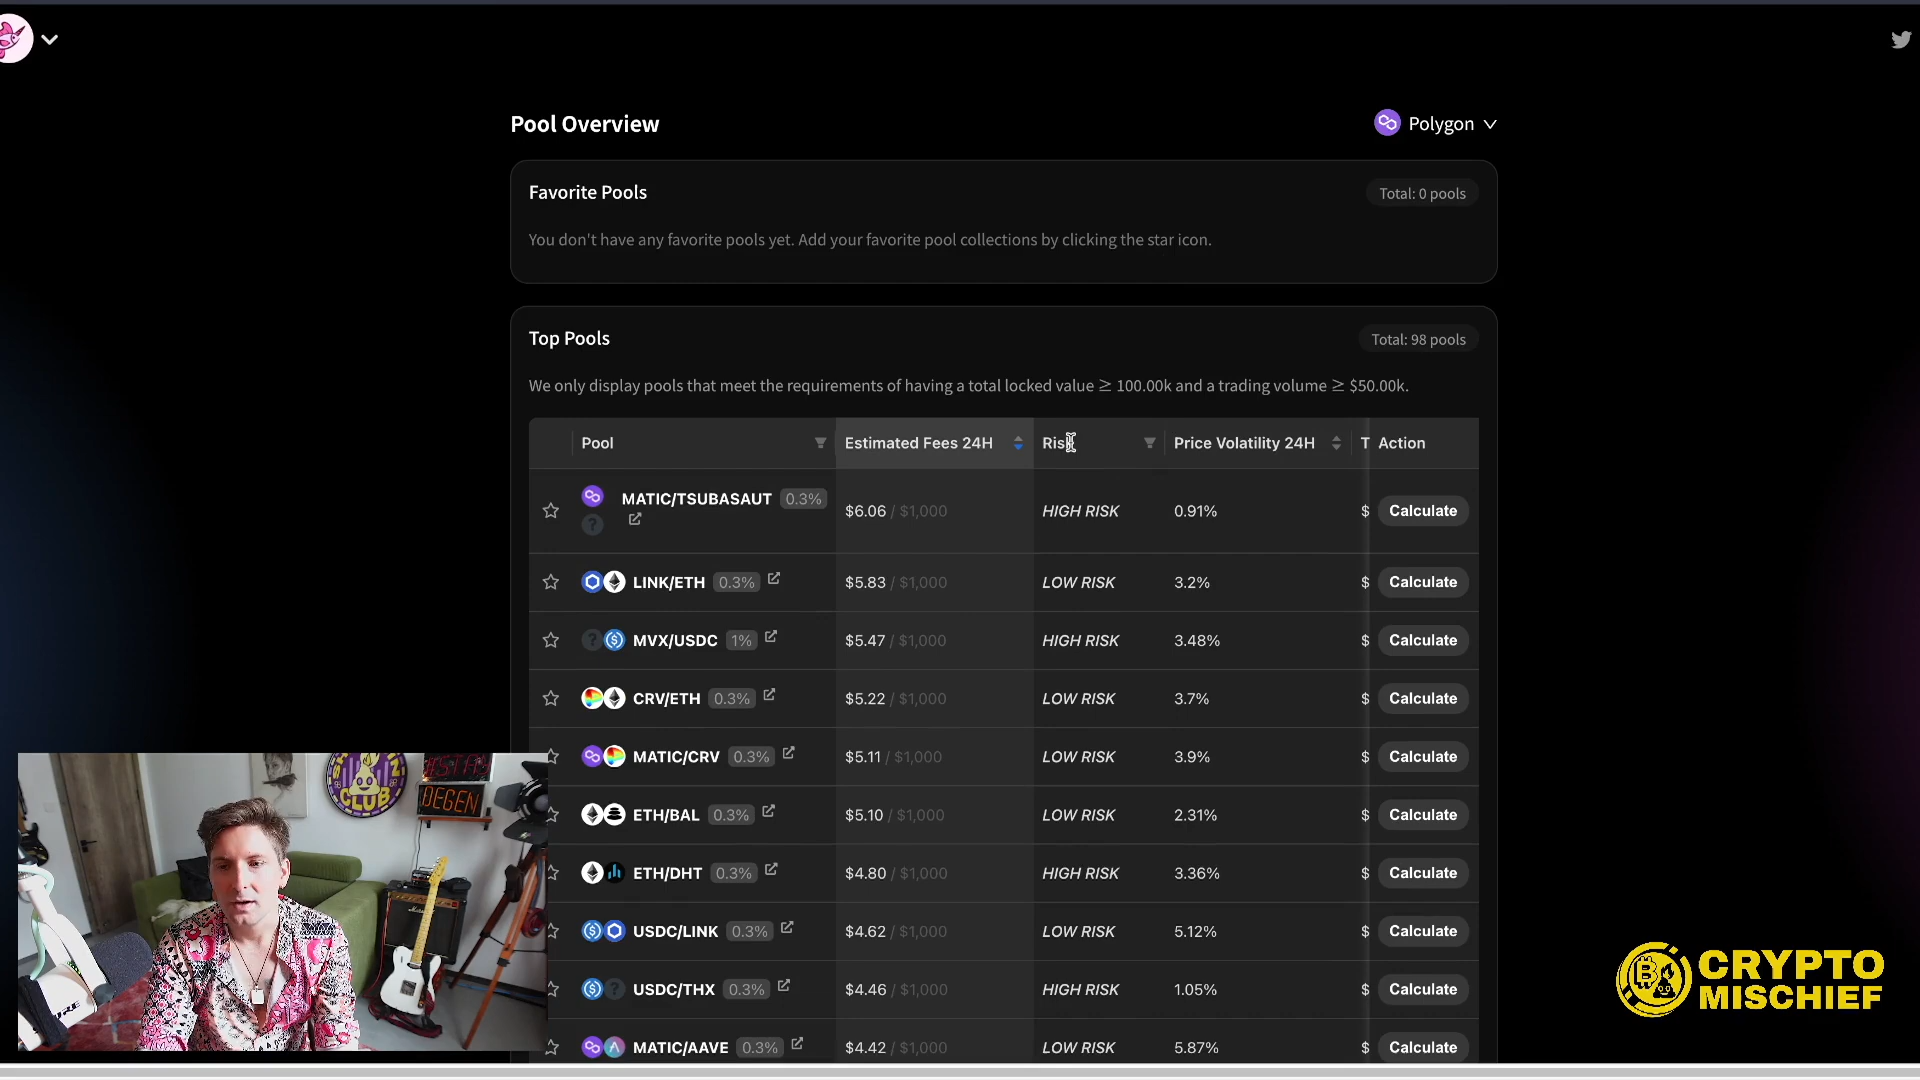 Pool Overview
Polygon
Favorite Pools
Total: 0 pools
You don't have any favorite pools yet. Add your favorite pool collections by clicking the star icon.
Top Pools
Total: 98 pools
We only display pools that meet the requirements of having a total locked value ≥ 100.00k and a trading volume ≥ $50.00k.
Pool Estimated Fees 24H Risk Price Volatility 24H T Action
MATIC/TSUBASAUT 0.3% $6.06 / $1,000 HIGH RISK 0.91% $ Calculate
LINK/ETH 0.3% $5.83 / $1,000 LOW RISK 3.2% $ Calculate
MVX/USDC 1% $5.47 / $1,000 HIGH RISK 3.48% $ Calculate
CRV/ETH 0.3% $5.22 / $1,000 LOW RISK 3.7% $ Calculate
MATIC/CRV 0.3% $5.11 / $1,000 LOW RISK 3.9% $ Calculate
ETH/BAL 0.3% $5.10 / $1,000 LOW RISK 2.31% $ Calculate
ETH/DHT 0.3% $4.80 / $1,000 HIGH RISK 3.36% $ Calculate
USDC/LINK 0.3% $4.62 / $1,000 LOW RISK 5.12% $ Calculate
USDC/THX 0.3% $4.46 / $1,000 HIGH RISK 1.05% $ Calculate
MATIC/AAVE 0.3% $4.42 / $1,000 LOW RISK 5.87% $ Calculate
CLUB
DEGEN
CRYPTO
MISCHIEF